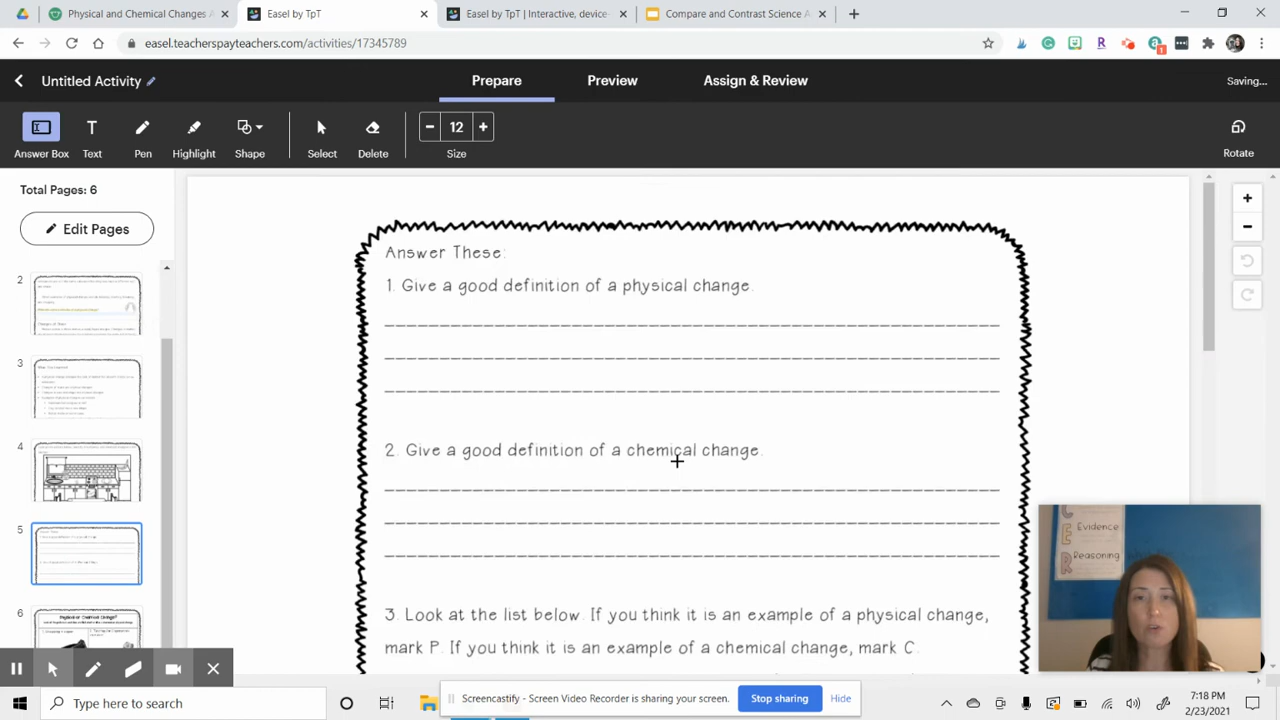 Physical and Chemical Changes A
Easel by TpT
Easel by TpT | Interactive, device-
Compare and Contrast Science A
easel.teacherspayteachers.com/activities/17345789
Untitled Activity
Prepare
Preview
Assign & Review
Saving...
Answer Box
Text
Pen
Highlight
Shape
Select
Delete
12
Size
Rotate
Total Pages: 6
Edit Pages
2
3
4
5
6
Answer These:
1. Give a good definition of a physical change.
2. Give a good definition of a chemical change.
3. Look at the list below. If you think it is an example of a physical change,
mark P. If you think it is an example of a chemical change, mark C.
Physical or Chemical Change?
C
Evidence
E
Reasoning
R
Type here to search
Screencastify - Screen Video Recorder is sharing your screen.
Stop sharing
Hide
7:18 PM
2/23/2021